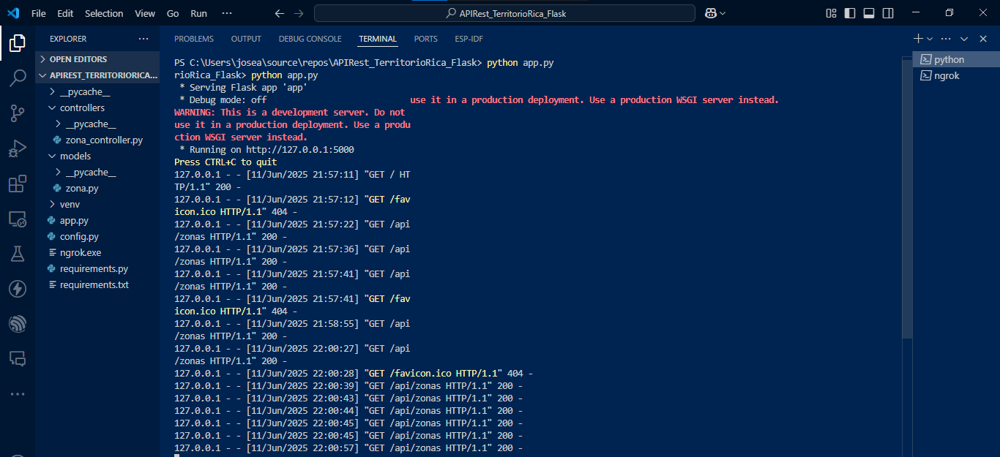 File Edit Selection View Go Run ··· APIRest_TerritorioRica_Flask
EXPLORER ···
OPEN EDITORS
APIREST_TERRITORIORICA...
__pycache__
controllers
__pycache__
zona_controller.py
models
__pycache__
zona.py
venv
app.py
config.py
ngrok.exe
requirements.py
requirements.txt
PROBLEMS OUTPUT DEBUG CONSOLE TERMINAL PORTS ESP-IDF
PS C:\Users\josea\source\repos\APIRest_TerritorioRica_Flask> python app.py
rioRica_Flask> python app.py
* Serving Flask app 'app'
* Debug mode: off use it in a production deployment. Use a production WSGI server instead.
WARNING: This is a development server. Do not
use it in a production deployment. Use a produ
ction WSGI server instead.
* Running on http://127.0.0.1:5000
Press CTRL+C to quit
127.0.0.1 - - [11/Jun/2025 21:57:11] "GET / HT
TP/1.1" 200 -
127.0.0.1 - - [11/Jun/2025 21:57:12] "GET /fav
icon.ico HTTP/1.1" 404 -
127.0.0.1 - - [11/Jun/2025 21:57:22] "GET /api
/zonas HTTP/1.1" 200 -
127.0.0.1 - - [11/Jun/2025 21:57:36] "GET /api
/zonas HTTP/1.1" 200 -
127.0.0.1 - - [11/Jun/2025 21:57:41] "GET /api
/zonas HTTP/1.1" 200 -
127.0.0.1 - - [11/Jun/2025 21:57:41] "GET /fav
icon.ico HTTP/1.1" 404 -
127.0.0.1 - - [11/Jun/2025 21:58:55] "GET /api
/zonas HTTP/1.1" 200 -
127.0.0.1 - - [11/Jun/2025 22:00:27] "GET /api
/zonas HTTP/1.1" 200 -
127.0.0.1 - - [11/Jun/2025 22:00:28] "GET /favicon.ico HTTP/1.1" 404 -
127.0.0.1 - - [11/Jun/2025 22:00:39] "GET /api/zonas HTTP/1.1" 200 -
127.0.0.1 - - [11/Jun/2025 22:00:43] "GET /api/zonas HTTP/1.1" 200 -
127.0.0.1 - - [11/Jun/2025 22:00:44] "GET /api/zonas HTTP/1.1" 200 -
127.0.0.1 - - [11/Jun/2025 22:00:45] "GET /api/zonas HTTP/1.1" 200 -
127.0.0.1 - - [11/Jun/2025 22:00:45] "GET /api/zonas HTTP/1.1" 200 -
127.0.0.1 - - [11/Jun/2025 22:00:57] "GET /api/zonas HTTP/1.1" 200 -
python
ngrok